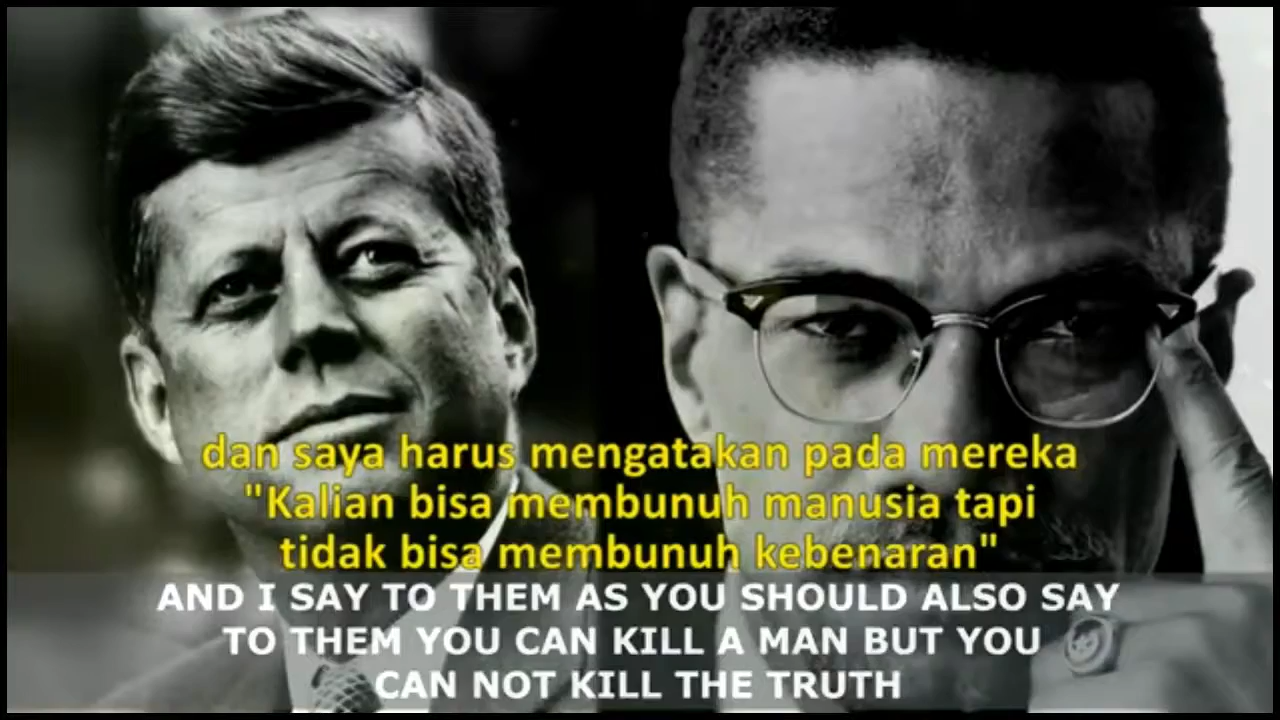 dan saya harus mengatakan pada mereka
"Kalian bisa membunuh manusia tapi
tidak bisa membunuh kebenaran"
AND I SAY TO THEM AS YOU SHOULD ALSO SAY
TO THEM YOU CAN KILL A MAN BUT YOU
CAN NOT KILL THE TRUTH